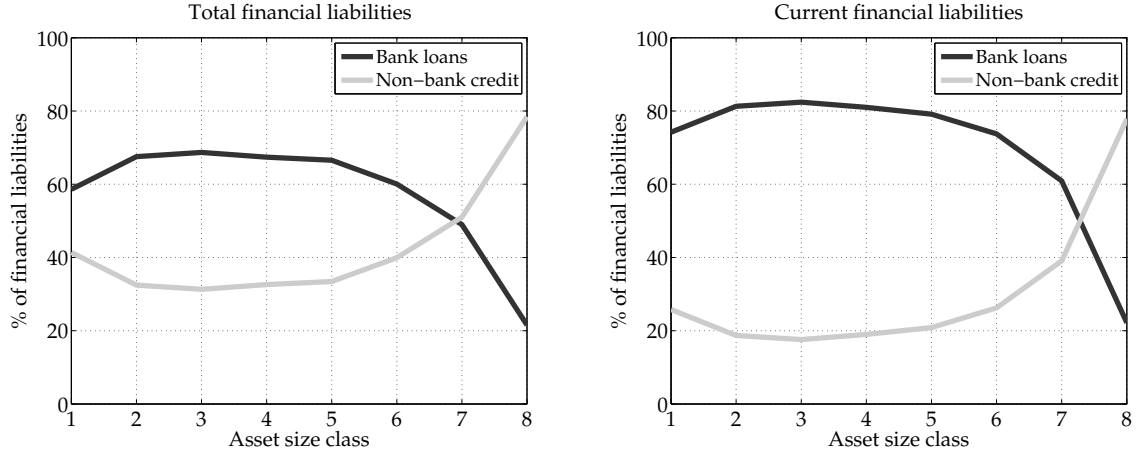 Total financial liabilities
100
80
60
40
20
0
% of financial liabilities
Bank loans
Non−bank credit
1 2 3 4 5 6 7 8
Asset size class
Current financial liabilities
100
80
60
40
20
0
% of financial liabilities
Bank loans
Non−bank credit
1 2 3 4 5 6 7 8
Asset size class